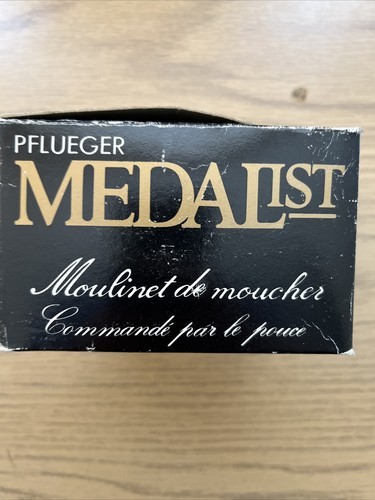 PFLUEGER
MEDALIST
Moulinet de moucher
Commandé par le pouce